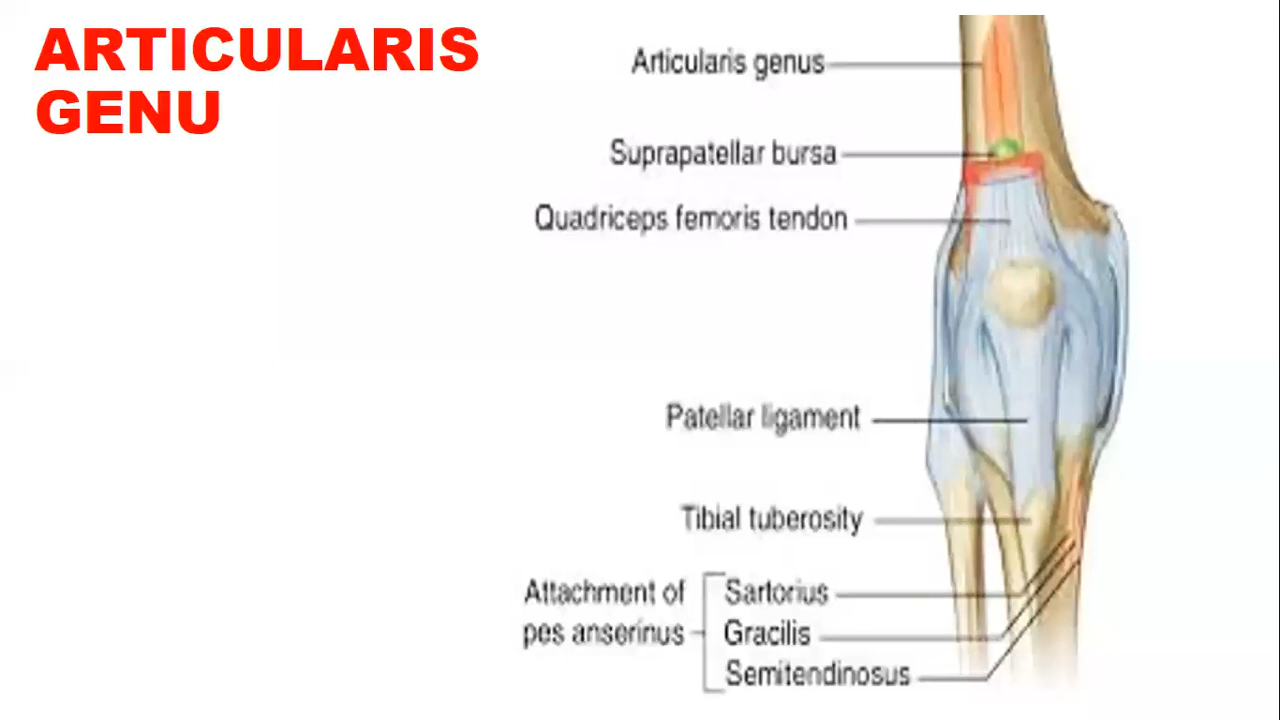 ARTICULARIS
GENU
Articularis genus
Suprapatellar bursa
Quadriceps femoris tendon
Patellar ligament
Tibial tuberosity
Attachment of
pes anserinus
Sartorius
Gracilis
Semitendinosus